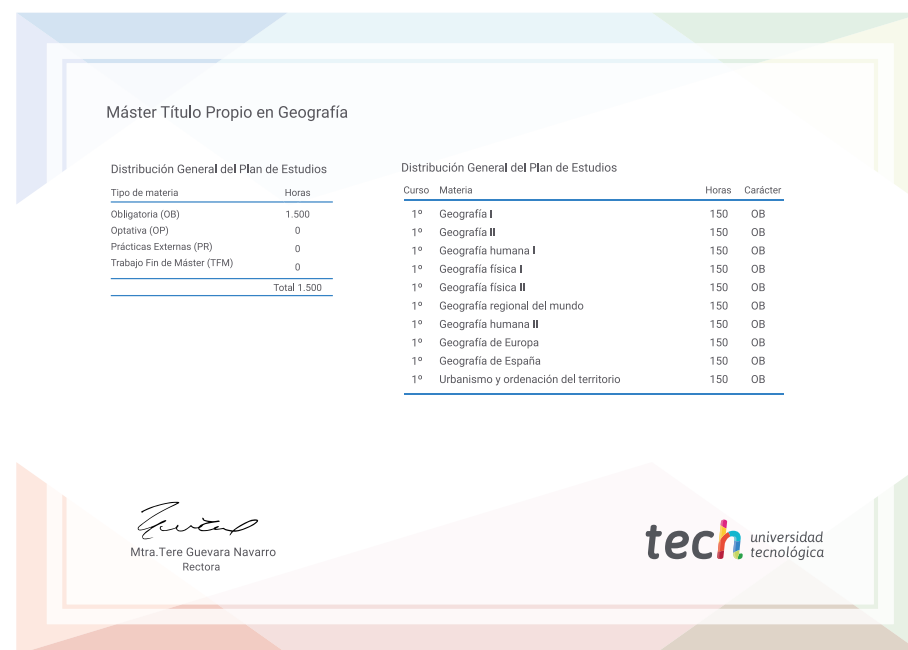 Máster Título Propio en Geografía
Distribución General del Plan de Estudios
Tipo de materia Horas
Obligatoria (OB) 1.500
Optativa (OP) 0
Prácticas Externas (PR) 0
Trabajo Fin de Máster (TFM) 0
Total 1.500
Distribución General del Plan de Estudios
Curso Materia Horas Carácter
1º Geografía I 150 OB
1º Geografía II 150 OB
1º Geografía humana I 150 OB
1º Geografía física I 150 OB
1º Geografía física II 150 OB
1º Geografía regional del mundo 150 OB
1º Geografía humana II 150 OB
1º Geografía de Europa 150 OB
1º Geografía de España 150 OB
1º Urbanismo y ordenación del territorio 150 OB
Mtra.Tere Guevara Navarro
Rectora
tech universidad
tecnológica